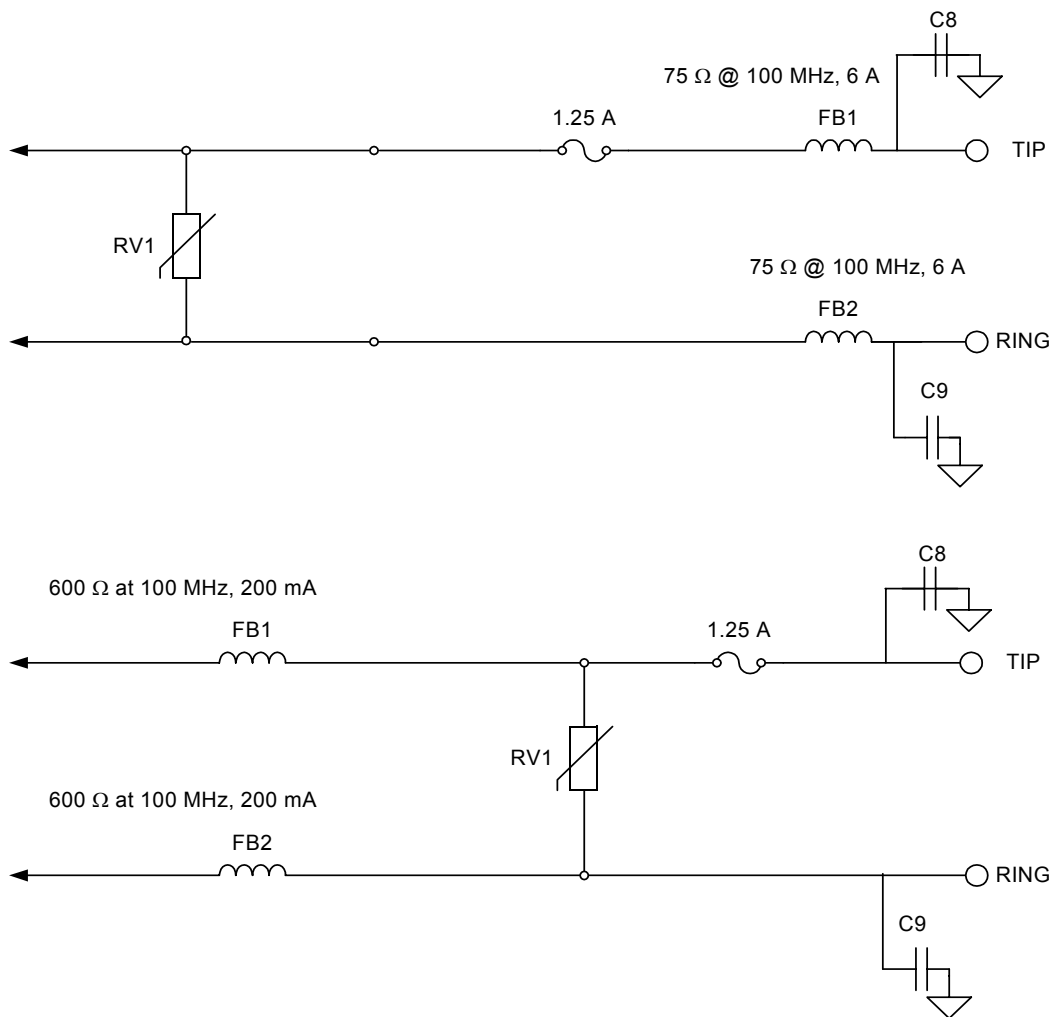 C8
75 Ω @ 100 MHz, 6 A
1.25 A
FB1
TIP
RV1
75 Ω @ 100 MHz, 6 A
FB2
RING
C9
C8
600 Ω at 100 MHz, 200 mA
FB1
1.25 A
TIP
RV1
600 Ω at 100 MHz, 200 mA
FB2
RING
C9